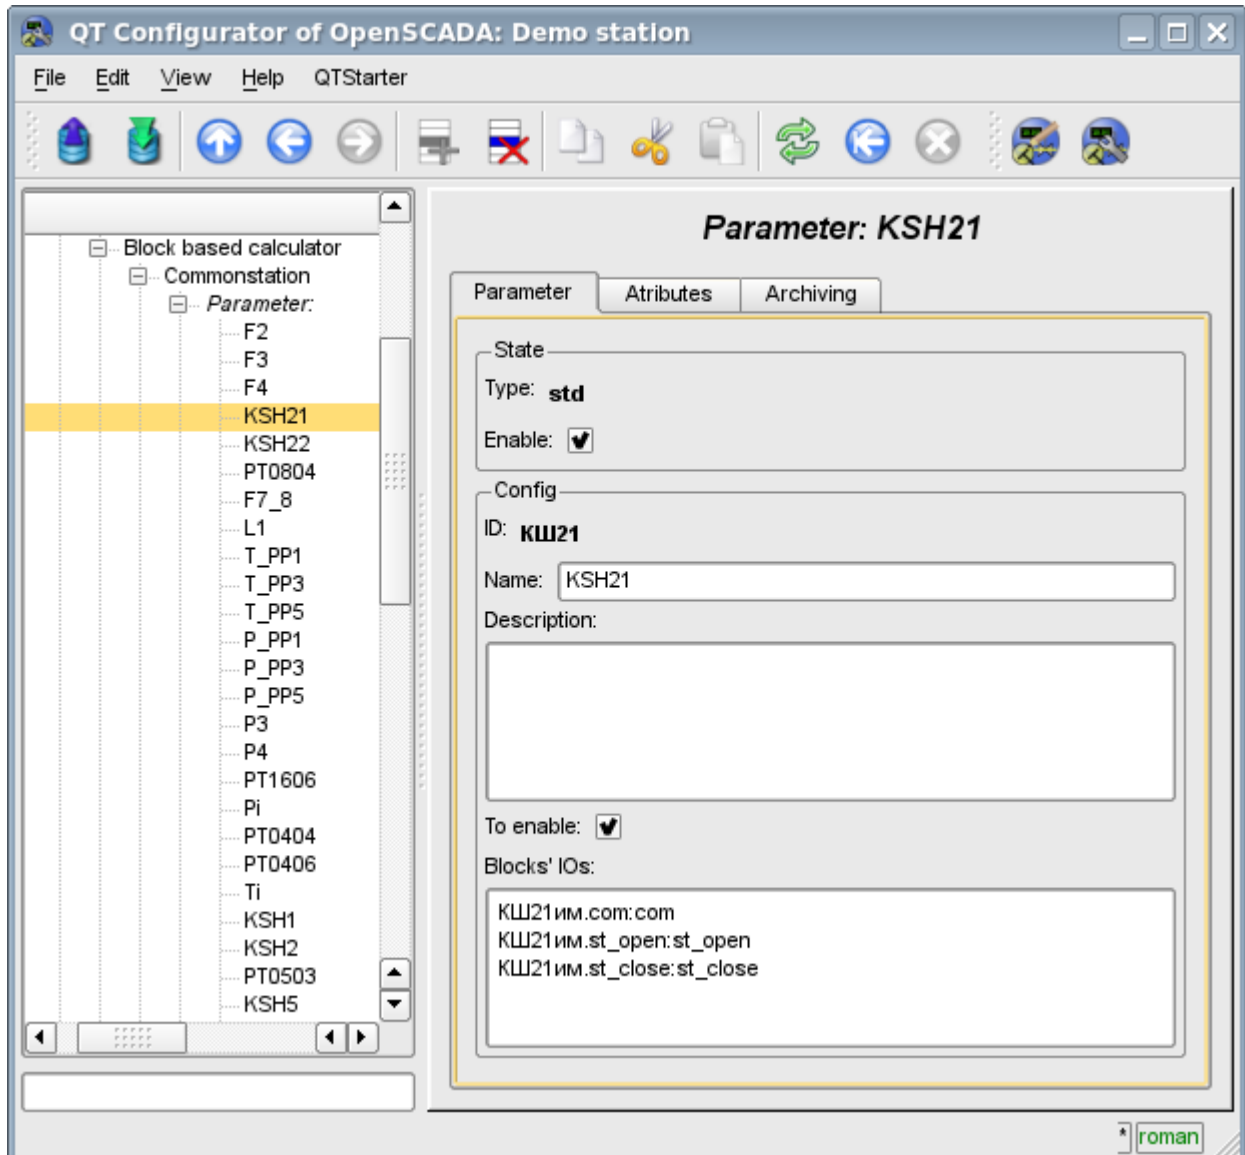 QT Configurator of OpenSCADA: Demo station
File Edit View Help QTStarter
Block based calculator
Commonstation
Parameter:
F2
F3
F4
KSH21
KSH22
PT0804
F7_8
L1
T_PP1
T_PP3
T_PP5
P_PP1
P_PP3
P_PP5
P3
P4
PT1606
Pi
PT0404
PT0406
Ti
KSH1
KSH2
PT0503
KSH5
Parameter: KSH21
Parameter Atributes Archiving
State
Type: std
Enable:
Config
ID: КШ21
Name: KSH21
Description:
To enable:
Blocks' IOs:
КШ21им.com:com
КШ21им.st_open:st_open
КШ21им.st_close:st_close
* roman